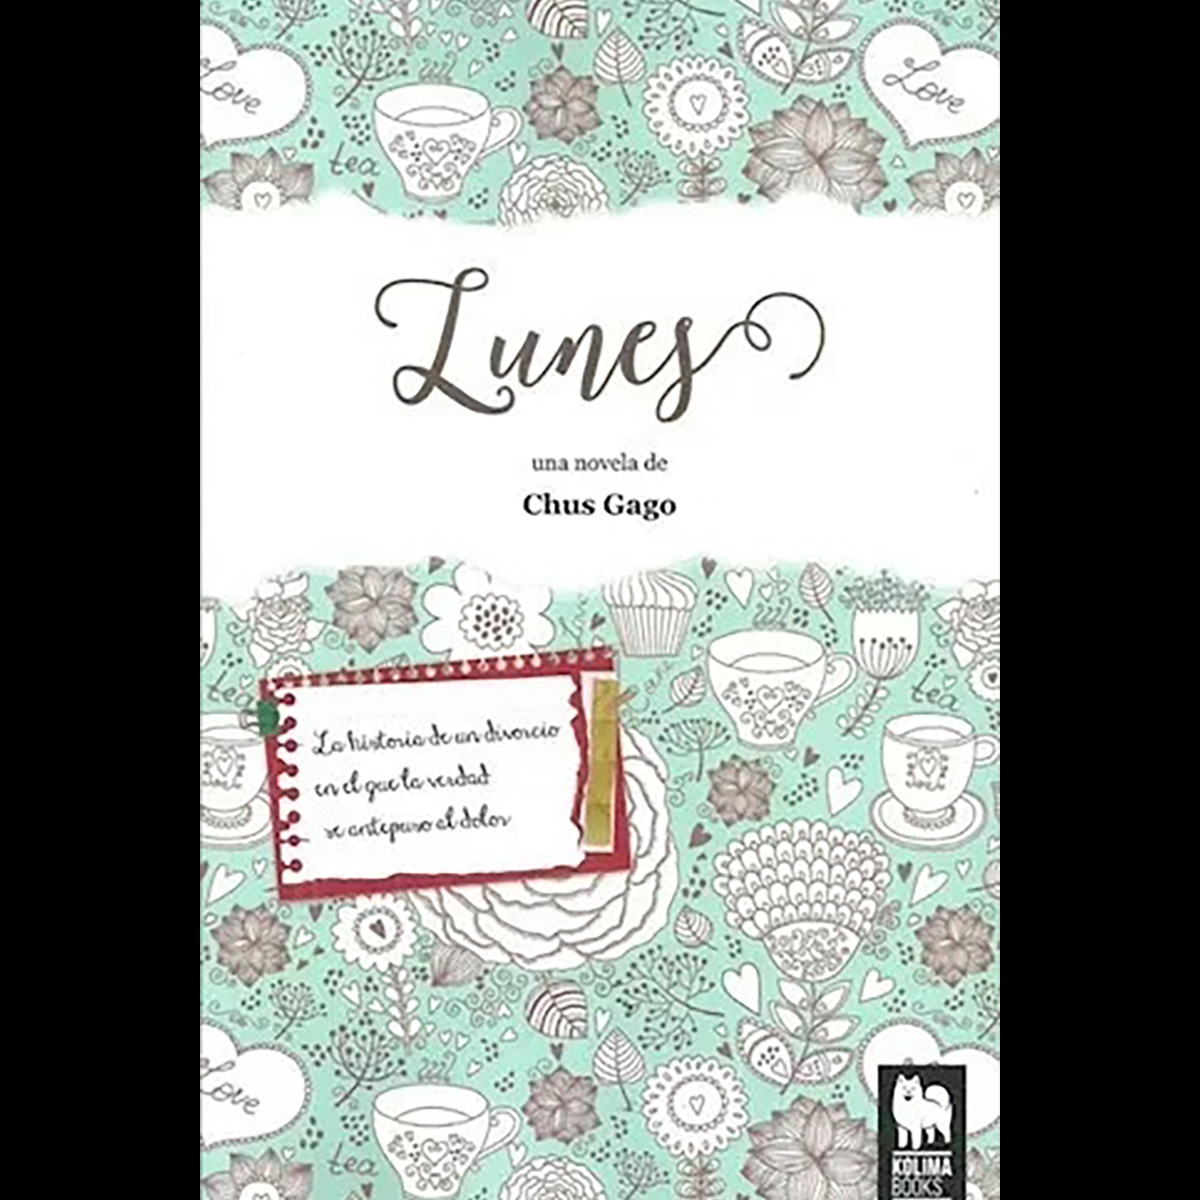 Love
Love
tea
Lunes
una novela de
Chus Gago
tea
tea
La historia de un divorcio
en el que la verdad
se antepuso al dolor
Love
tea
KOLIMA
BOOKS